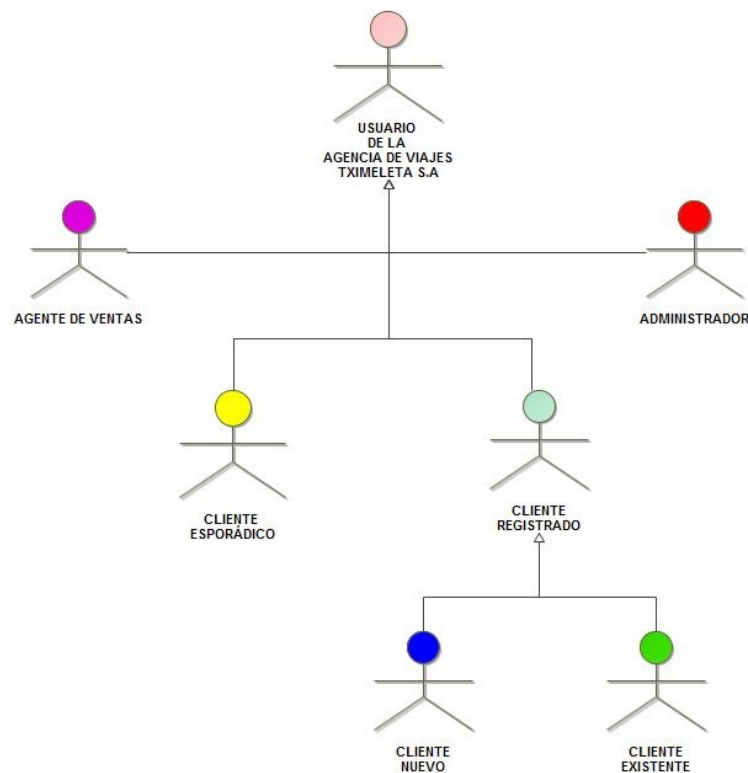 USUARIO
DE LA
AGENCIA DE VIAJES
TXIMELETA S.A
AGENTE DE VENTAS
ADMINISTRADOR
CLIENTE
ESPORÁDICO
CLIENTE
REGISTRADO
CLIENTE
NUEVO
CLIENTE
EXISTENTE